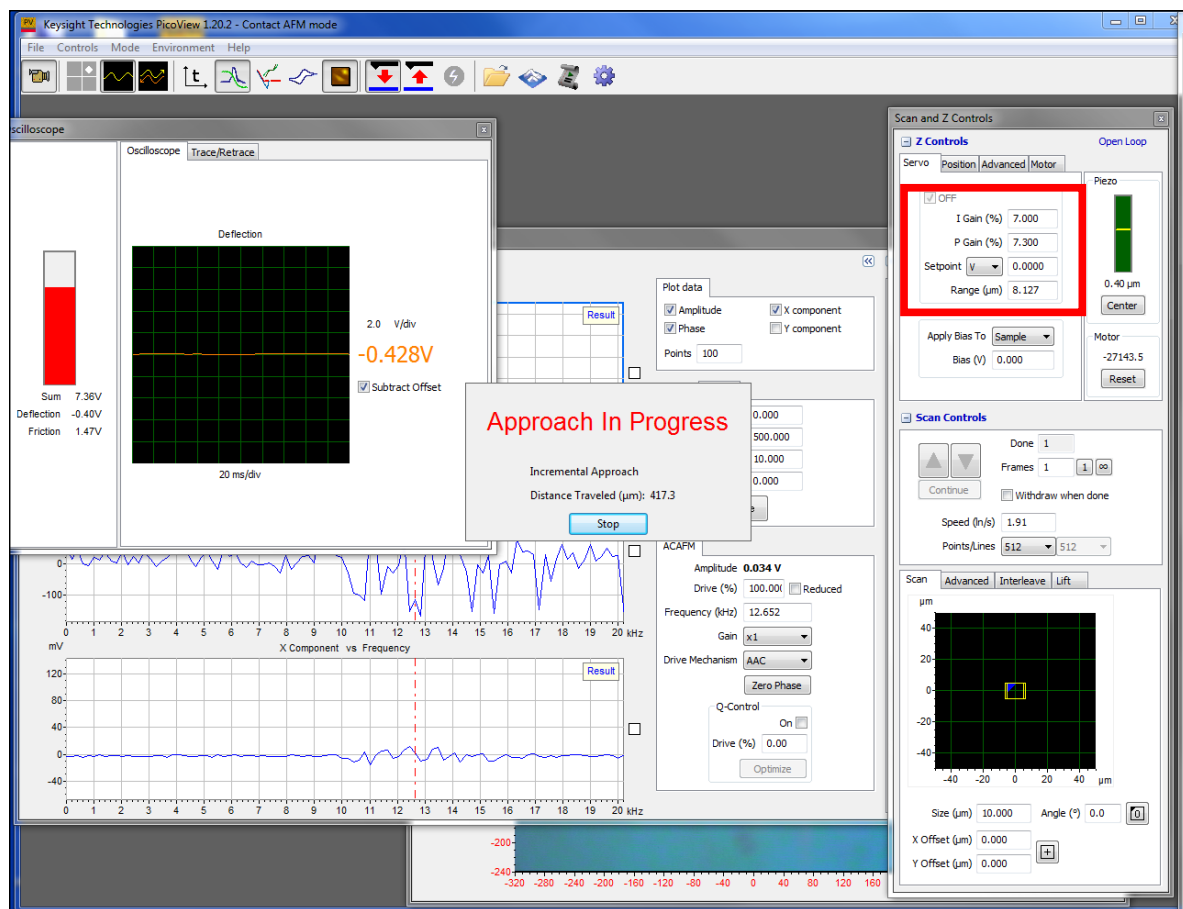 Keysight Technologies PicoView 1.20.2 - Contact AFM mode
File Controls Mode Environment Help
Oscilloscope Trace/Retrace
Deflection
2.0 V/div
-0.428V
Subtract Offset
20 ms/div
Sum 7.36V
Deflection -0.40V
Friction 1.47V
Approach In Progress
Incremental Approach
Distance Traveled (µm): 417.3
Stop
Result
Plot data
Amplitude
X component
Phase
Y component
Points 100
0.000
500.000
10.000
0.000
0
-100
0 1 2 3 4 5 6 7 8 9 10 11 12 13 14 15 16 17 18 19 20 kHz
mV
X Component vs Frequency
Result
120
80
40
0
-40
0 1 2 3 4 5 6 7 8 9 10 11 12 13 14 15 16 17 18 19 20 kHz
ACAFM
Amplitude 0.034 V
Drive (%) 100.00 Reduced
Frequency (kHz) 12.652
Gain x1
Drive Mechanism AAC
Zero Phase
Q-Control
On
Drive (%) 0.00
Optimize
-200
-240
-320 -280 -240 -200 -160 -120 -80 -40 0 40 80 120 160
Scan and Z Controls
Z Controls Open Loop
Servo Position Advanced Motor
OFF
I Gain (%) 7.000
P Gain (%) 7.300
Setpoint V 0.0000
Range (µm) 8.127
Piezo
0.40 µm
Center
Apply Bias To Sample
Bias (V) 0.000
Motor
-27143.5
Reset
Scan Controls
Done 1
Frames 1 1 ∞
Continue
Withdraw when done
Speed (ln/s) 1.91
Points/Lines 512 512
Scan Advanced Interleave Lift
µm
40
20
0
-20
-40
-40 -20 0 20 40 µm
Size (µm) 10.000 Angle (°) 0.0
X Offset (µm) 0.000
Y Offset (µm) 0.000